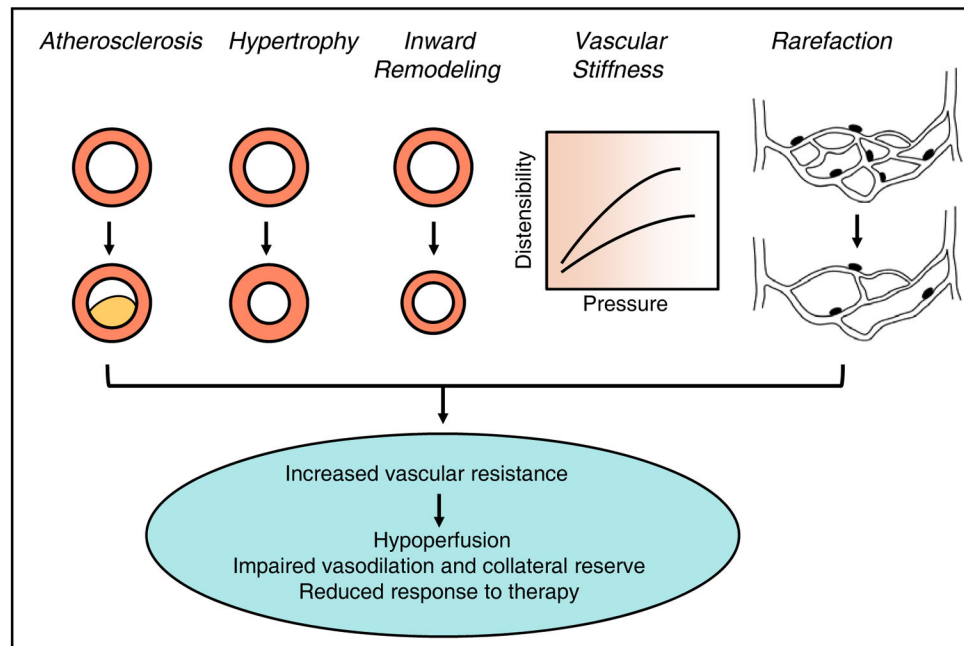 Atherosclerosis
Hypertrophy
Inward
Remodeling
Vascular
Stiffness
Rarefaction
Distensibility
Pressure
Increased vascular resistance
Hypoperfusion
Impaired vasodilation and collateral reserve
Reduced response to therapy